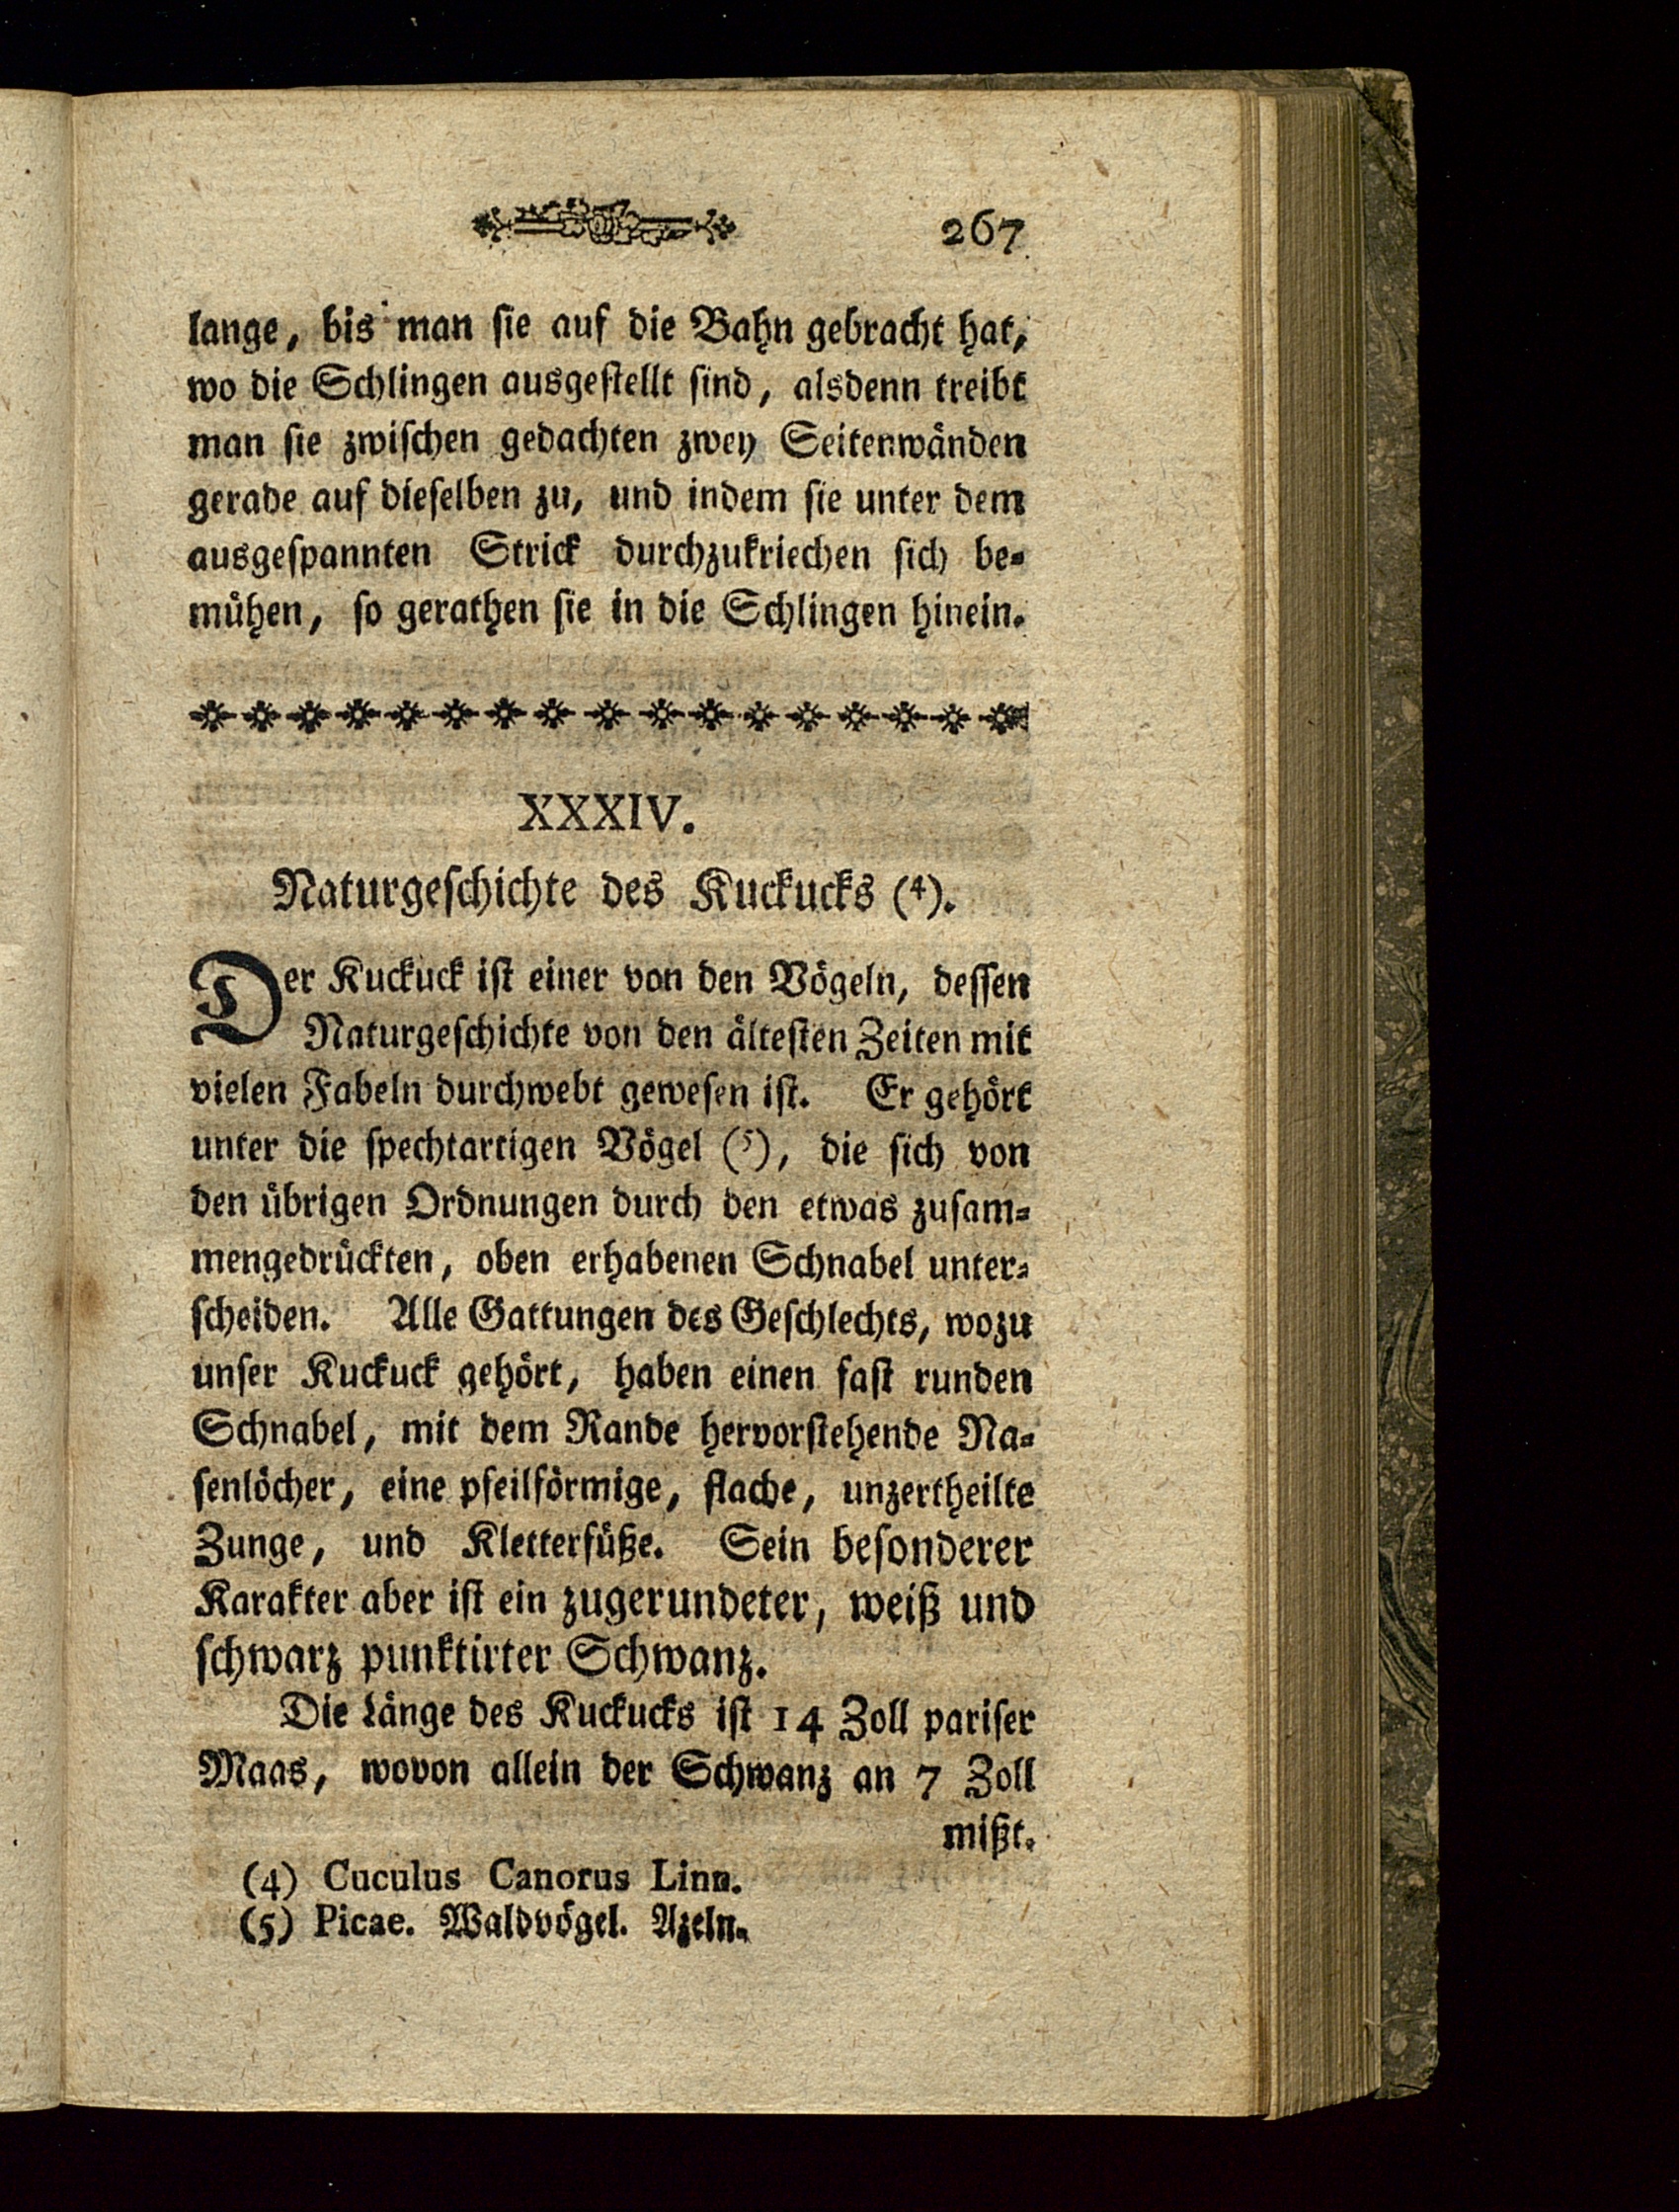 267
lange, bis man sie auf die Bahn gebracht hat,
wo die Schlingen ausgestellt sind, alsdenn treibt
man sie zwischen gedachten zwey Seitenwänden
gerade auf dieselben zu, und indem sie unter dem
ausgespannten Strick durchzukriechen sich be-
mühen, so gerathen sie in die Schlingen hinein.
XXXIV.
Naturgeschichte des Kuckucks (4).
Der Kuckuck ist einer von den Vögeln, dessen
Naturgeschichte von den ältesten Zeiten mit
vielen Fabeln durchwebt gewesen ist. Er gehört
unter die spechtartigen Vögel (5), die sich von
den übrigen Ordnungen durch den etwas zusam-
mengedrückten, oben erhabenen Schnabel unter-
scheiden. Alle Gattungen des Geschlechts, wozu
unser Kuckuck gehört, haben einen fast runden
Schnabel, mit dem Rande hervorstehende Na-
senlöcher, eine pfeilförmige, flache, unzertheilte
Zunge, und Kletterfüße. Sein besonderer
Karakter aber ist ein zugerundeter, weiß und
schwarz punktirter Schwanz.
Die Länge des Kuckucks ist 14 Zoll pariser
Maas, wovon allein der Schwanz an 7 Zoll
mißt.
(4) Cuculus Canorus Linn.
(5) Picae. Waldvögel. Azeln.